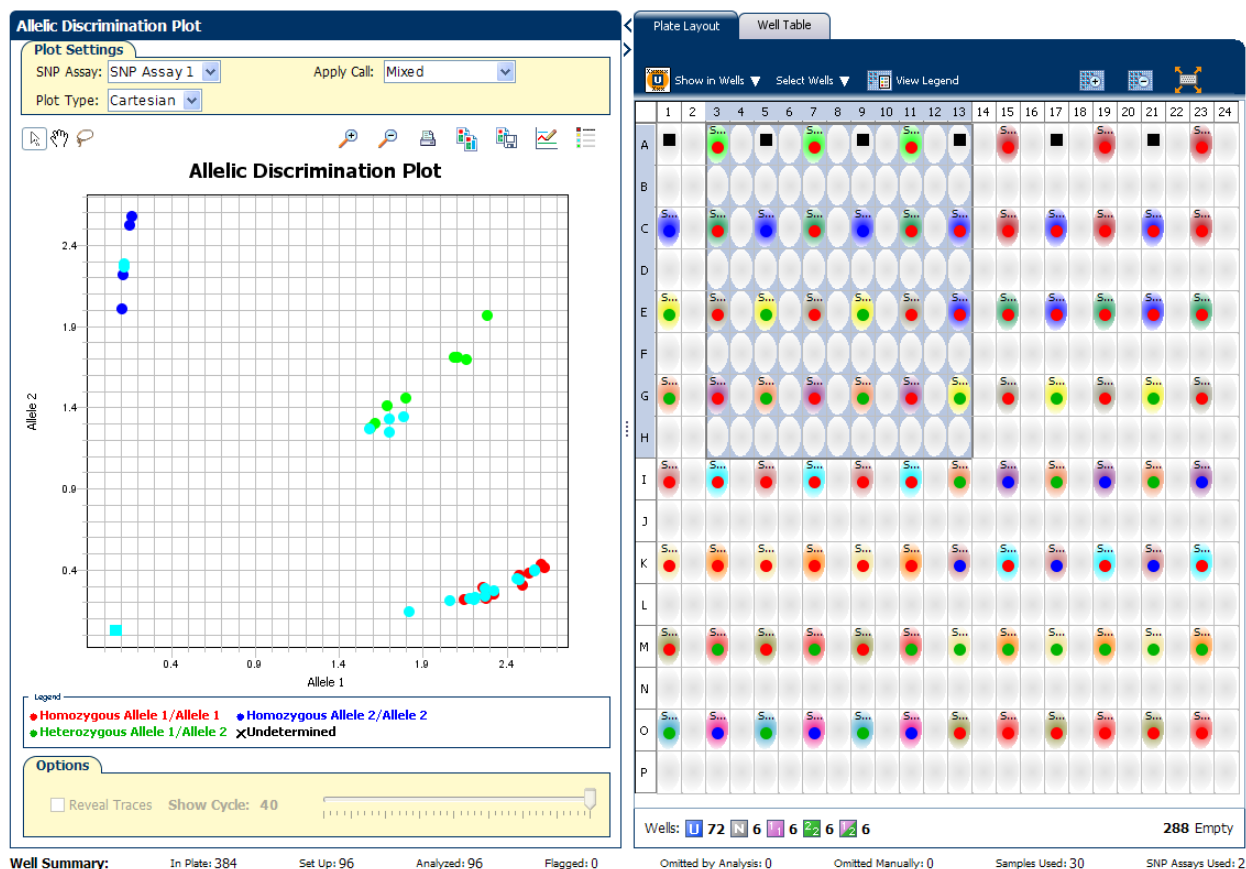 Allelic Discrimination Plot
Plot Settings
SNP Assay: SNP Assay 1
Apply Call: Mixed
Plot Type: Cartesian
Allelic Discrimination Plot
2.4
1.9
1.4
0.9
0.4
Allele 2
0.4 0.9 1.4 1.9 2.4
Allele 1
Legend
Homozygous Allele 1/Allele 1 Homozygous Allele 2/Allele 2
Heterozygous Allele 1/Allele 2 Undetermined
Options
Reveal Traces Show Cycle: 40
Plate Layout Well Table
U Show in Wells ▼ Select Wells ▼ View Legend
1 2 3 4 5 6 7 8 9 10 11 12 13 14 15 16 17 18 19 20 21 22 23 24
A S... S... S... S... S... S...
B
C S... S... S... S... S... S... S... S... S... S... S... S...
D
E S... S... S... S... S... S... S... S... S... S... S... S...
F
G S... S... S... S... S... S... S... S... S... S... S... S...
H
I S... S... S... S... S... S... S... S... S... S... S... S...
J
K S... S... S... S... S... S... S... S... S... S... S... S...
L
M S... S... S... S... S... S... S... S... S... S... S... S...
N
O S... S... S... S... S... S... S... S... S... S... S... S...
P
Wells: U 72 N 6 1/1 6 2/2 6 1/2 6 288 Empty
Well Summary: In Plate: 384 Set Up: 96 Analyzed: 96 Flagged: 0 Omitted by Analysis: 0 Omitted Manually: 0 Samples Used: 30 SNP Assays Used: 2